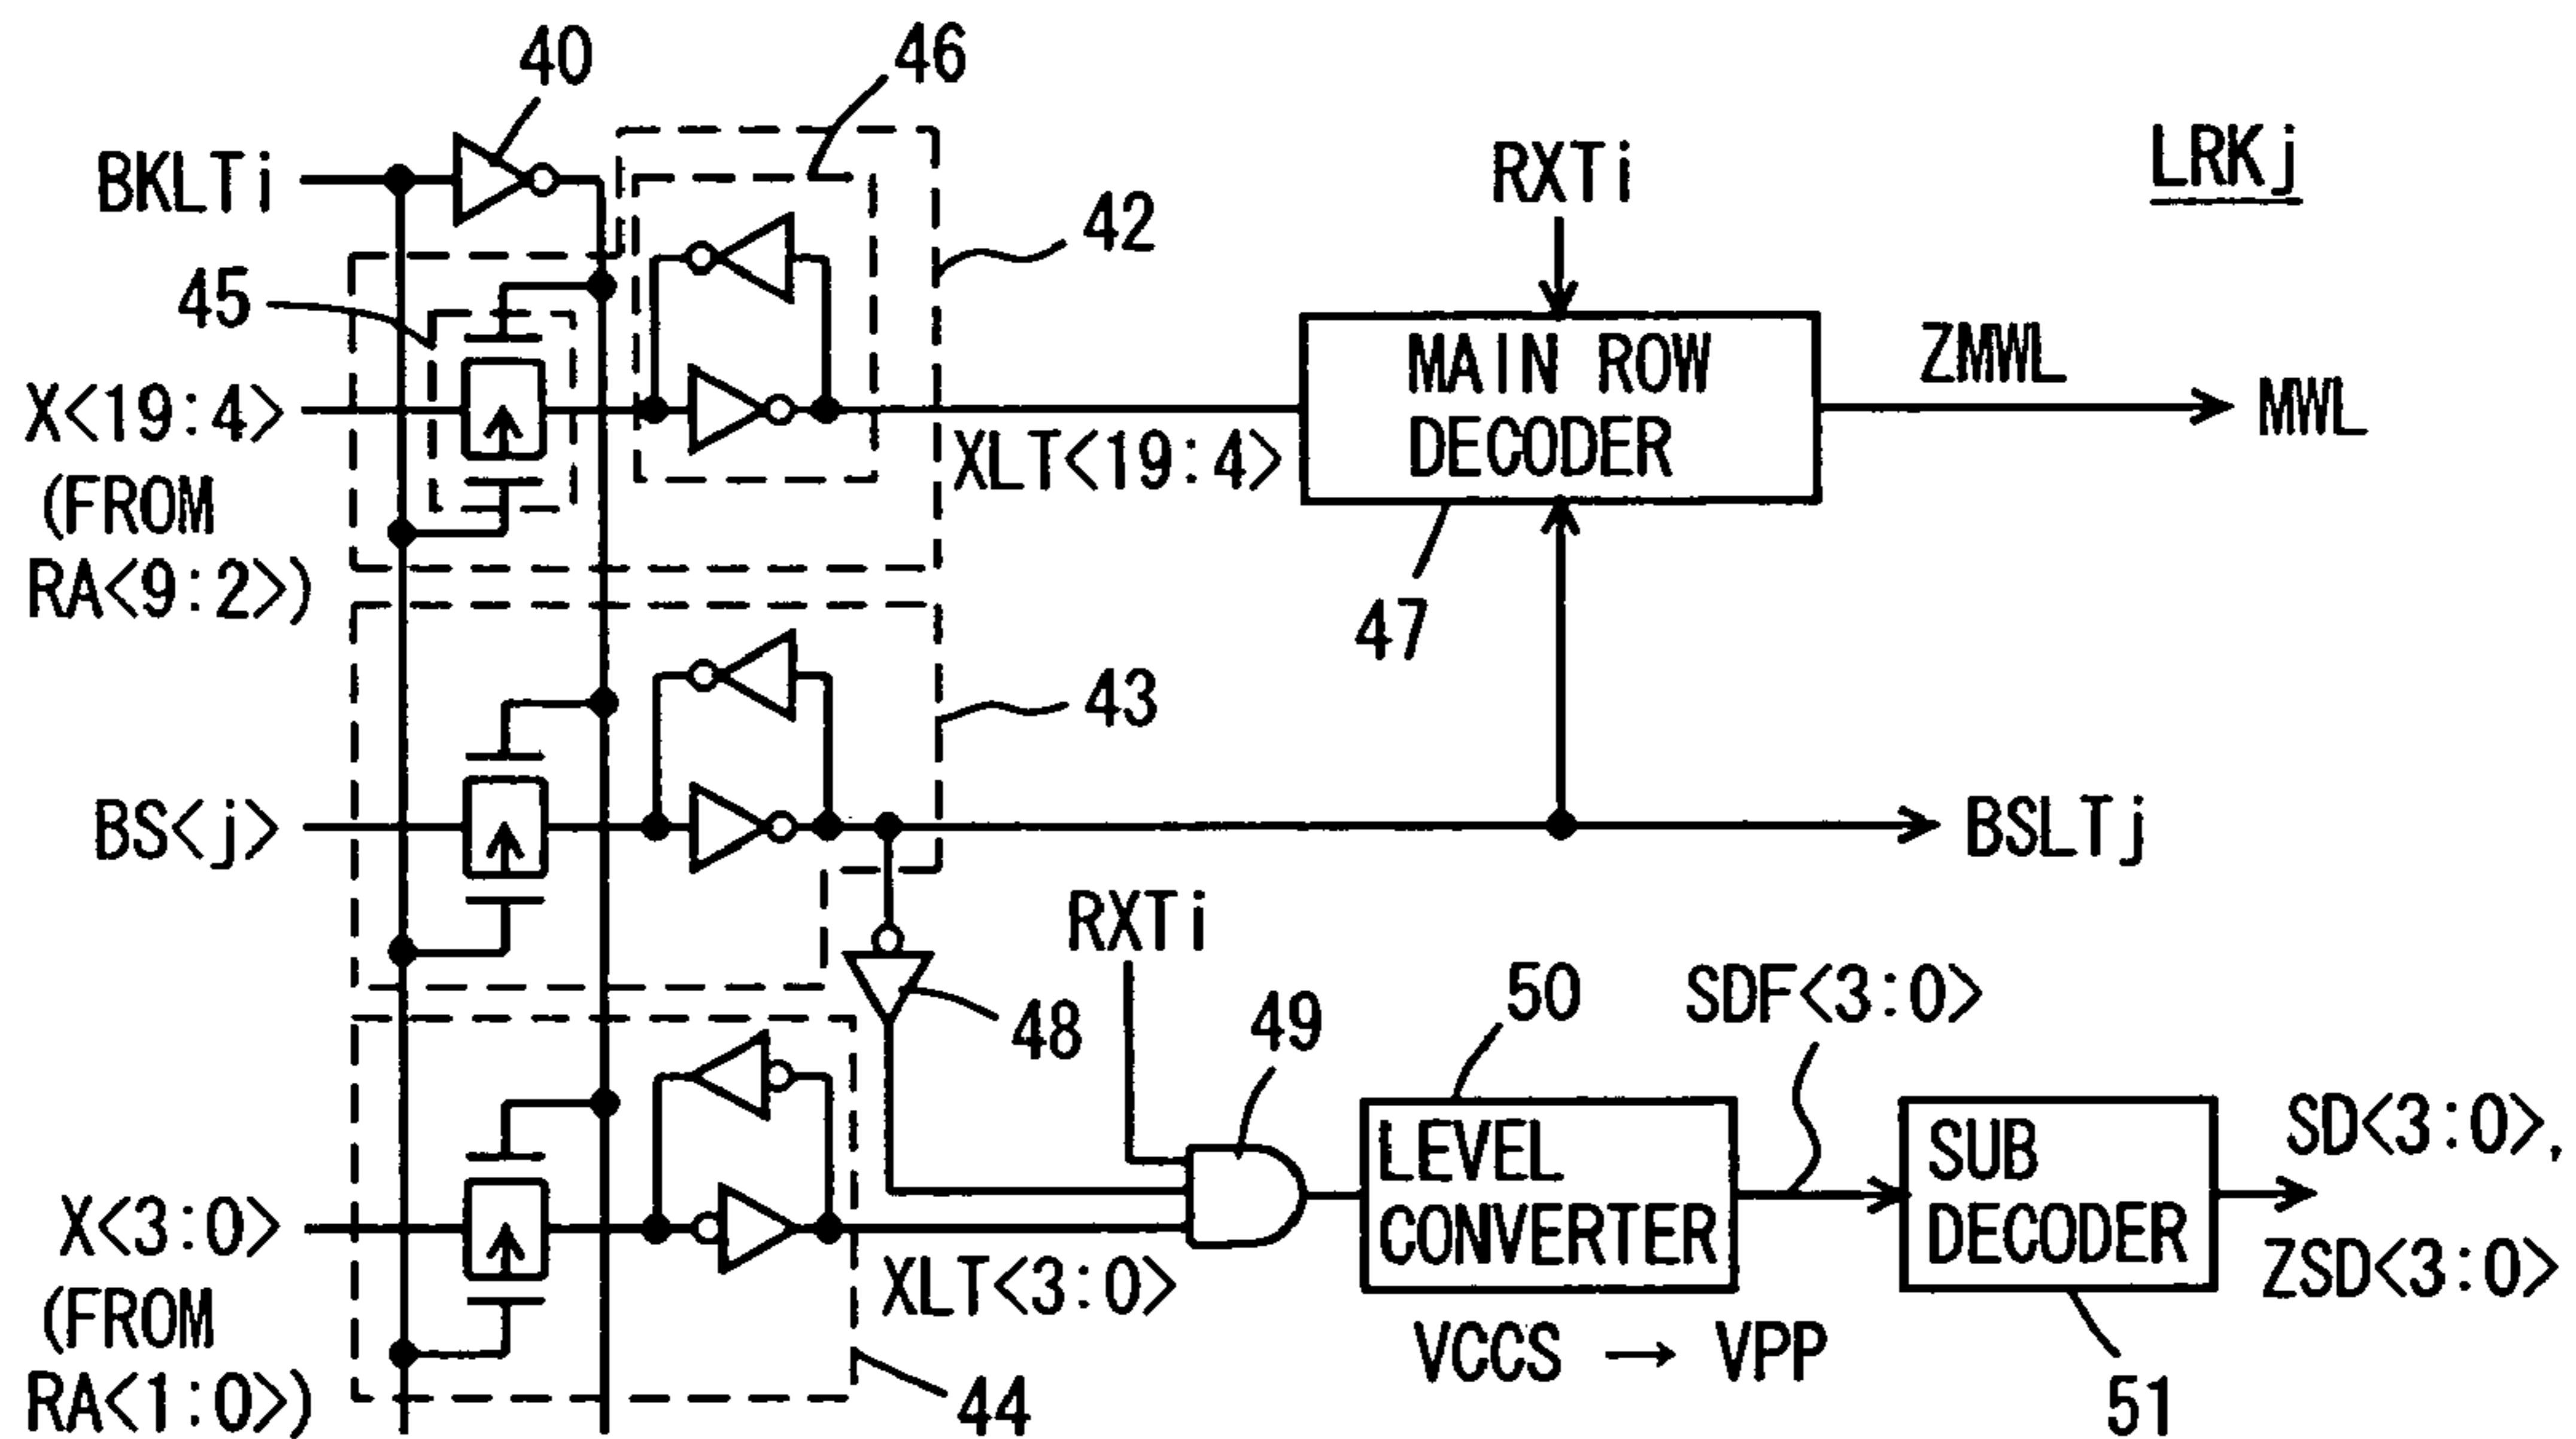 40
46
BKLTi
RXTi
LRKj
42
45
X<19:4>
(FROM
RA<9:2>)
MAIN ROW
DECODER
ZMWL
MWL
XLT<19:4>
47
43
BS<j>
BSLTj
RXTi
48
49
50
SDF<3:0>
X<3:0>
(FROM
RA<1:0>)
XLT<3:0>
44
LEVEL
CONVERTER
VCCS → VPP
SUB
DECODER
51
SD<3:0>,
ZSD<3:0>